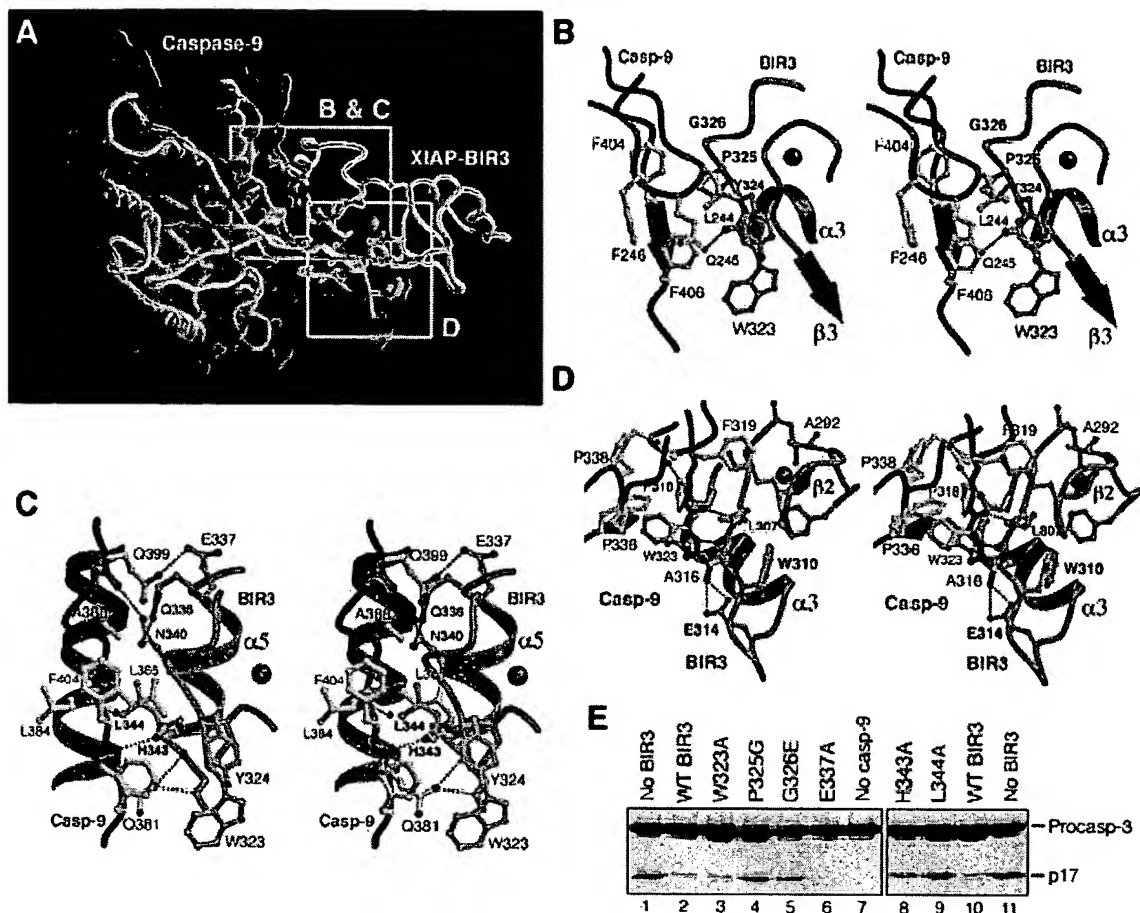 A
Caspase-9
B & C
XIAP-BIR3
D
B
Casp-9
BIR3
G326
F404
P325
Y324
L244
α3
F246
Q245
F406
W323
β3
Casp-9
BIR3
G326
F404
P325
L244
α3
F246
Q245
F406
W323
β3
C
Q399
E337
Q336
BIR3
N340
α5
F404
L384
L344
H343
Y324
Casp-9
Q381
W323
Q399
E337
Q336
BIR3
N340
α5
F404
L384
L344
H343
Y324
Casp-9
Q381
W323
D
F319
A292
P338
β2
P336
W323
A316
W310
Casp-9
α3
E314
BIR3
A292
P338
P318
β2
P336
W323
A316
W310
Casp-9
α3
E314
BIR3
E
No BIR3
WT BIR3
W323A
P325G
G326E
E337A
No casp-9
H343A
L344A
WT BIR3
No BIR3
Procasp-3
p17
1 2 3 4 5 6 7 8 9 10 11